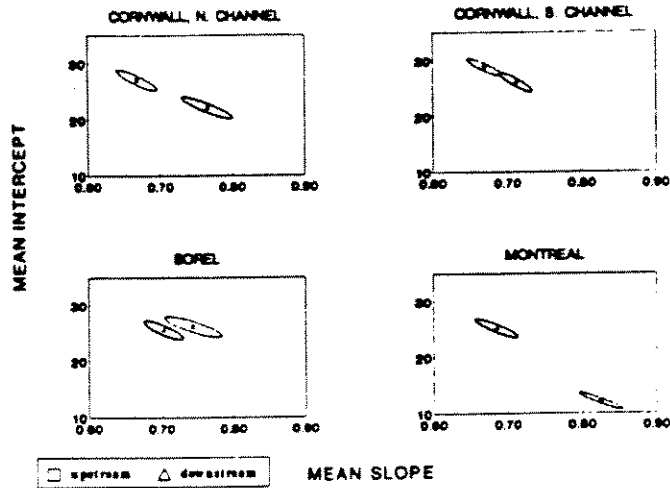 CORNWALL, N. CHANNEL
CORNWALL, S. CHANNEL
30
20
10
0.60 0.70 0.80 0.90
30
20
10
0.60 0.70 0.80 0.90
MEAN INTERCEPT
SOREL
MONTREAL
30
20
10
0.60 0.70 0.80 0.90
30
20
10
0.60 0.70 0.80 0.90
upstream downstream
MEAN SLOPE